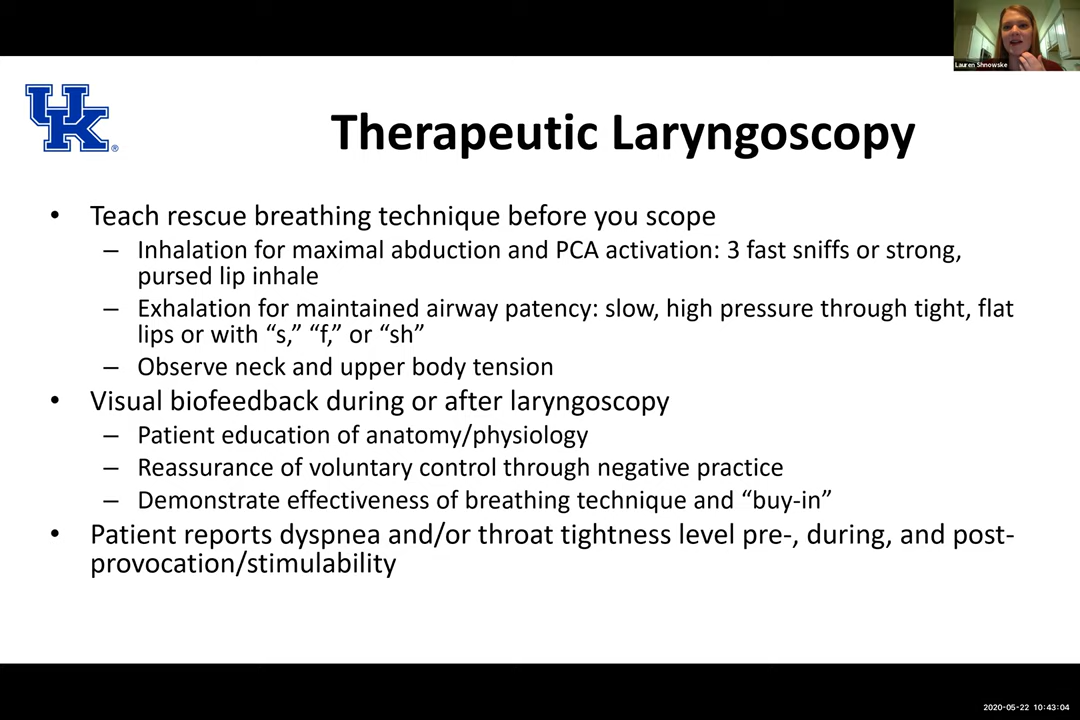 Lauren Shnowske
UK
®
Therapeutic Laryngoscopy
• Teach rescue breathing technique before you scope
– Inhalation for maximal abduction and PCA activation: 3 fast sniffs or strong,
pursed lip inhale
– Exhalation for maintained airway patency: slow, high pressure through tight, flat
lips or with “s,” “f,” or “sh”
– Observe neck and upper body tension
• Visual biofeedback during or after laryngoscopy
– Patient education of anatomy/physiology
– Reassurance of voluntary control through negative practice
– Demonstrate effectiveness of breathing technique and “buy-in”
• Patient reports dyspnea and/or throat tightness level pre-, during, and post-
provocation/stimulability
2020-05-22 10:43:04